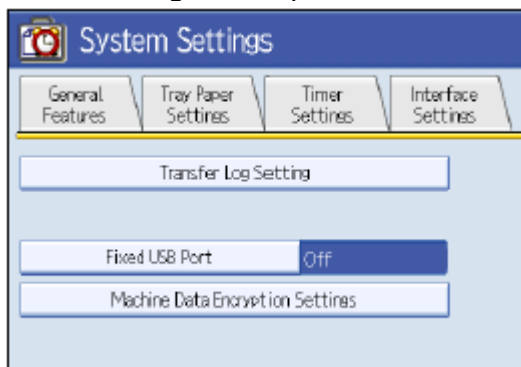 System Settings
General Features
Tray Paper Settings
Timer Settings
Interface Settings
Transfer Log Setting
Fixed USB Port Off
Machine Data Encryption Settings